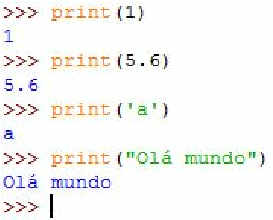 >>> print(1)
1
>>> print(5.6)
5.6
>>> print('a')
a
>>> print("Olá mundo")
Olá mundo
>>>